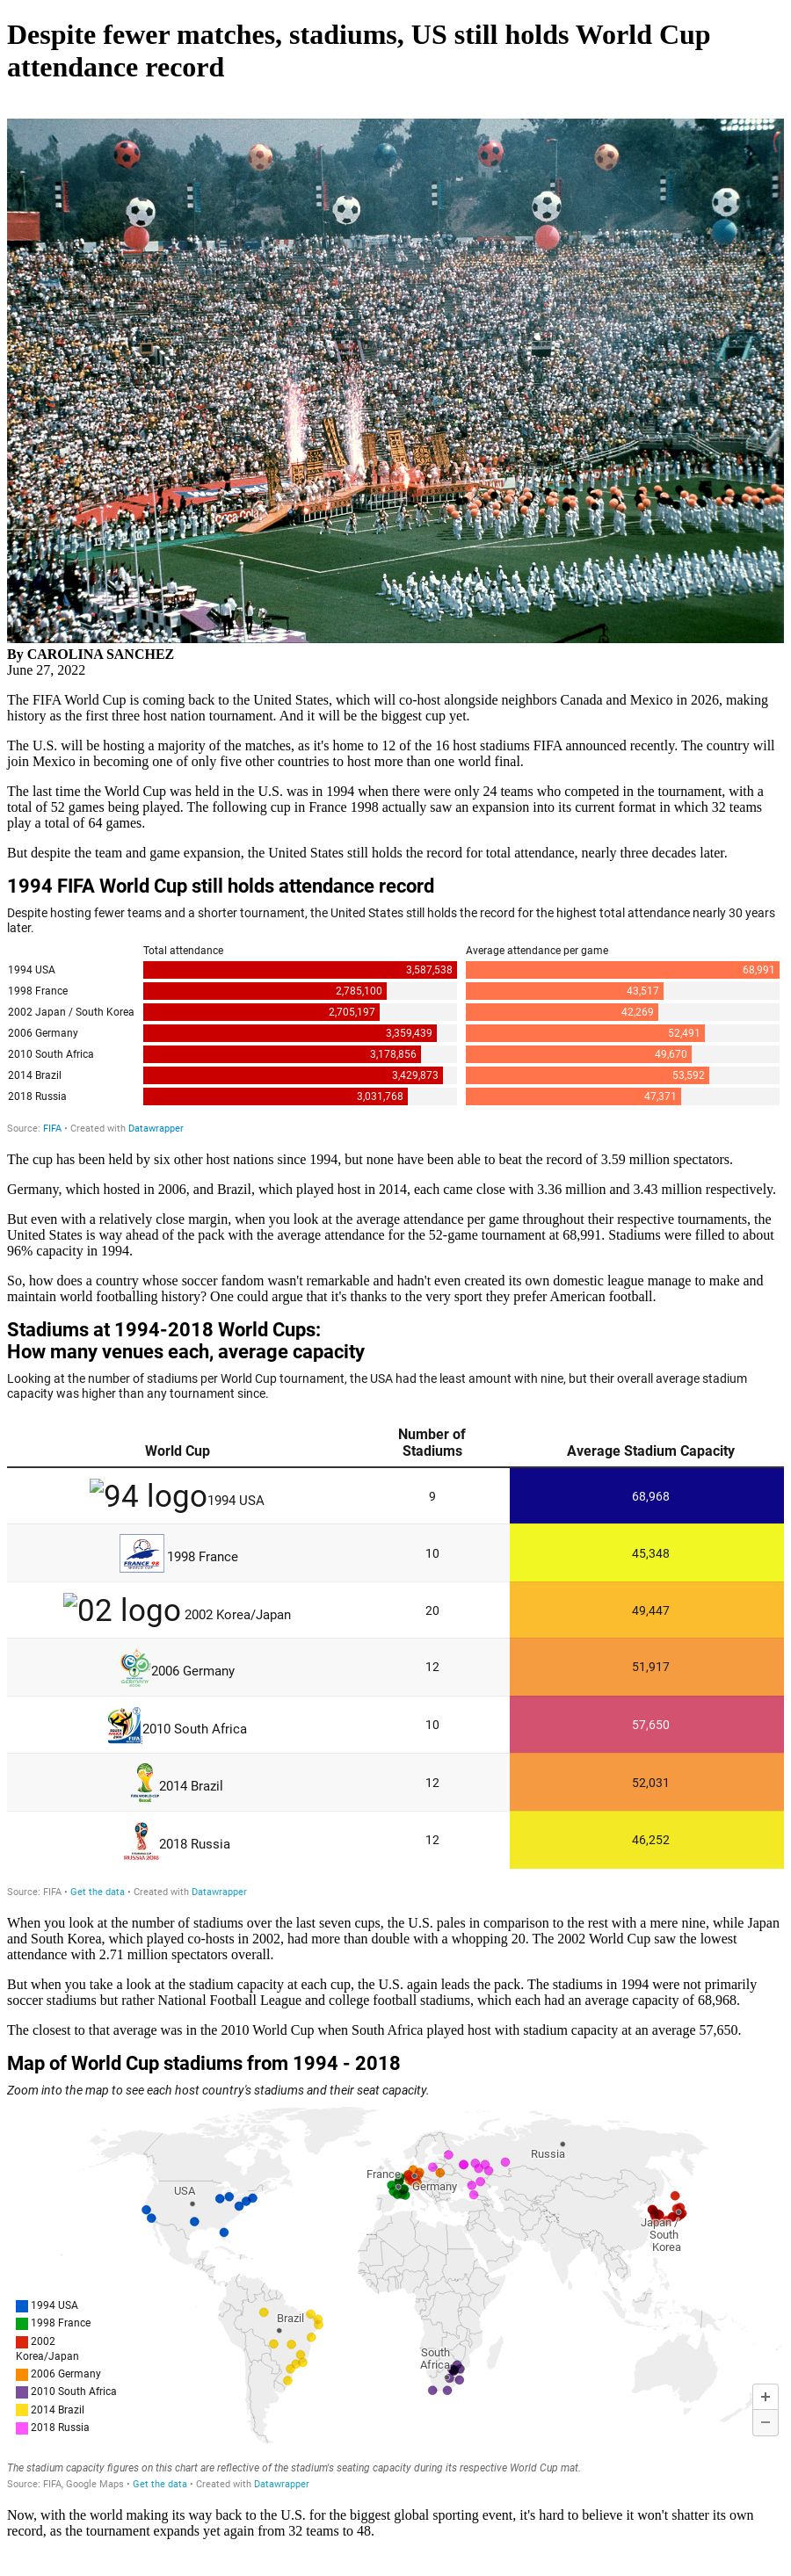 Despite fewer matches, stadiums, US still holds World Cup
attendance record
By CAROLINA SANCHEZ
June 27, 2022
The FIFA World Cup is coming back to the United States, which will co-host alongside neighbors Canada and Mexico in 2026, making
history as the first three host nation tournament. And it will be the biggest cup yet.
The U.S. will be hosting a majority of the matches, as it's home to 12 of the 16 host stadiums FIFA announced recently. The country will
join Mexico in becoming one of only five other countries to host more than one world final.
The last time the World Cup was held in the U.S. was in 1994 when there were only 24 teams who competed in the tournament, with a
total of 52 games being played. The following cup in France 1998 actually saw an expansion into its current format in which 32 teams
play a total of 64 games.
But despite the team and game expansion, the United States still holds the record for total attendance, nearly three decades later.
1994 FIFA World Cup still holds attendance record
Despite hosting fewer teams and a shorter tournament, the United States still holds the record for the highest total attendance nearly 30 years
later.
Total attendance Average attendance per game
1994 USA 3,587,538 68,991
1998 France 2,785,100 43,517
2002 Japan / South Korea 2,705,197 42,269
2006 Germany 3,359,439 52,491
2010 South Africa 3,178,856 49,670
2014 Brazil 3,429,873 53,592
2018 Russia 3,031,768 47,371
Source: FIFA • Created with Datawrapper
The cup has been held by six other host nations since 1994, but none have been able to beat the record of 3.59 million spectators.
Germany, which hosted in 2006, and Brazil, which played host in 2014, each came close with 3.36 million and 3.43 million respectively.
But even with a relatively close margin, when you look at the average attendance per game throughout their respective tournaments, the
United States is way ahead of the pack with the average attendance for the 52-game tournament at 68,991. Stadiums were filled to about
96% capacity in 1994.
So, how does a country whose soccer fandom wasn't remarkable and hadn't even created its own domestic league manage to make and
maintain world footballing history? One could argue that it's thanks to the very sport they prefer American football.
Stadiums at 1994-2018 World Cups:
How many venues each, average capacity
Looking at the number of stadiums per World Cup tournament, the USA had the least amount with nine, but their overall average stadium
capacity was higher than any tournament since.
World Cup Number of Stadiums Average Stadium Capacity
94 logo 1994 USA 9 68,968
FRANCE 98 WORLD CUP 1998 France 10 45,348
02 logo 2002 Korea/Japan 20 49,447
2006 Germany 12 51,917
2010 South Africa 10 57,650
2014 Brazil 12 52,031
RUSSIA 2018 2018 Russia 12 46,252
Source: FIFA • Get the data • Created with Datawrapper
When you look at the number of stadiums over the last seven cups, the U.S. pales in comparison to the rest with a mere nine, while Japan
and South Korea, which played co-hosts in 2002, had more than double with a whopping 20. The 2002 World Cup saw the lowest
attendance with 2.71 million spectators overall.
But when you take a look at the stadium capacity at each cup, the U.S. again leads the pack. The stadiums in 1994 were not primarily
soccer stadiums but rather National Football League and college football stadiums, which each had an average capacity of 68,968.
The closest to that average was in the 2010 World Cup when South Africa played host with stadium capacity at an average 57,650.
Map of World Cup stadiums from 1994 - 2018
Zoom into the map to see each host country's stadiums and their seat capacity.
Russia
France
Germany
USA
Japan /
South
Korea
Brazil
South
Africa
1994 USA
1998 France
2002
Korea/Japan
2006 Germany
2010 South Africa
2014 Brazil
2018 Russia
+
−
The stadium capacity figures on this chart are reflective of the stadium's seating capacity during its respective World Cup mat.
Source: FIFA, Google Maps • Get the data • Created with Datawrapper
Now, with the world making its way back to the U.S. for the biggest global sporting event, it's hard to believe it won't shatter its own
record, as the tournament expands yet again from 32 teams to 48.